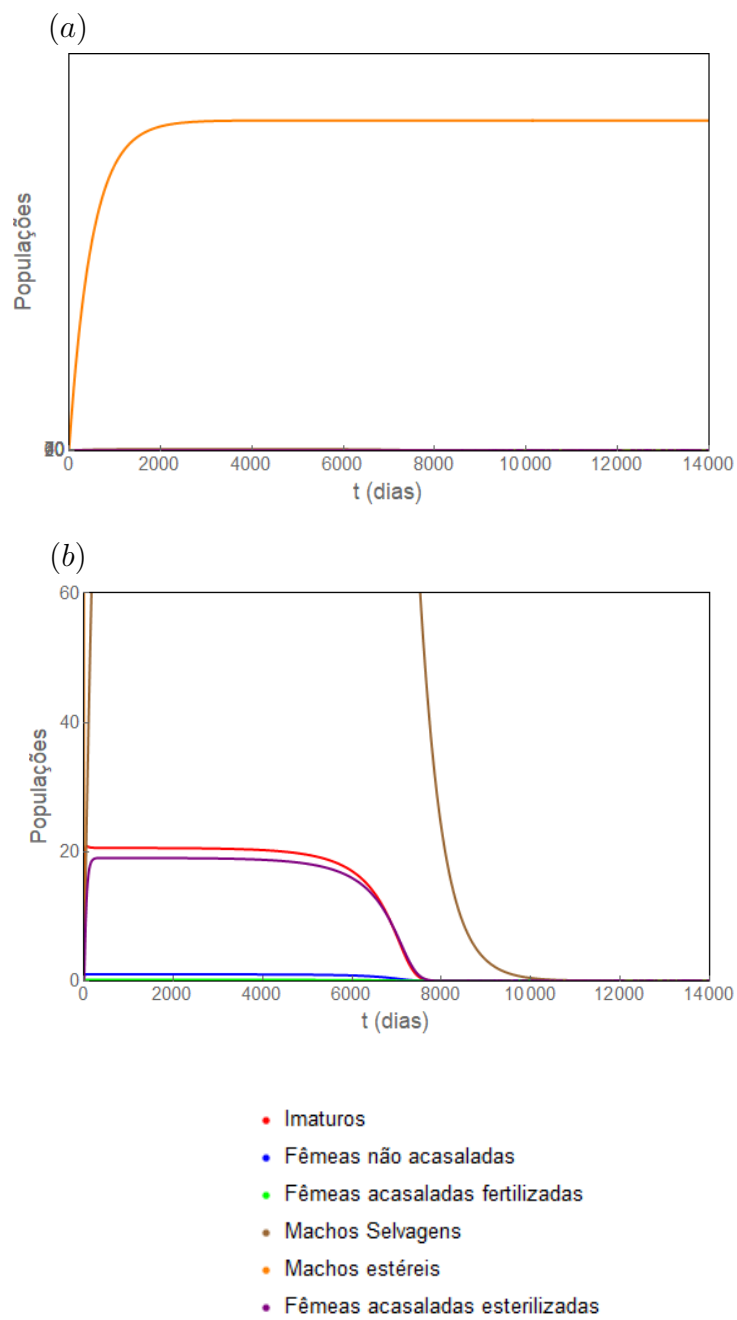 (a)
Populações
0 2000 4000 6000 8000 10000 12000 14000
t (dias)
(b)
60
40
20
0
Populações
0 2000 4000 6000 8000 10000 12000 14000
t (dias)
Imaturos
Fêmeas não acasaladas
Fêmeas acasaladas fertilizadas
Machos Selvagens
Machos estéreis
Fêmeas acasaladas esterilizadas